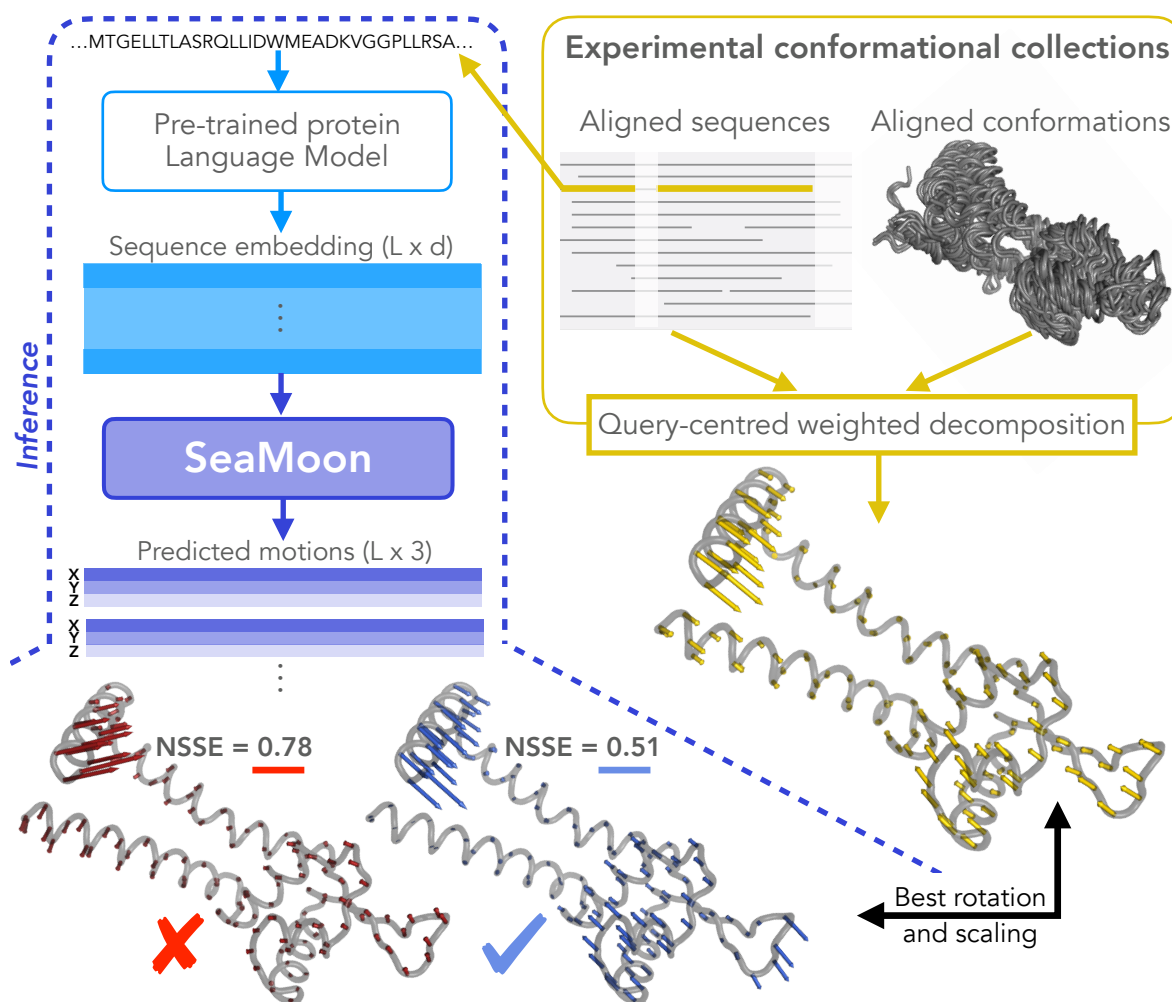 ...MTGELLTLASRQLLIDWMEADKVGGPLLRSA...
Pre-trained protein
Language Model
Sequence embedding (L x d)
Inference
SeaMoon
Predicted motions (L x 3)
X
Y
Z
X
Y
Z
Experimental conformational collections
Aligned sequences
Aligned conformations
Query-centred weighted decomposition
NSSE = 0.78
NSSE = 0.51
Best rotation
and scaling